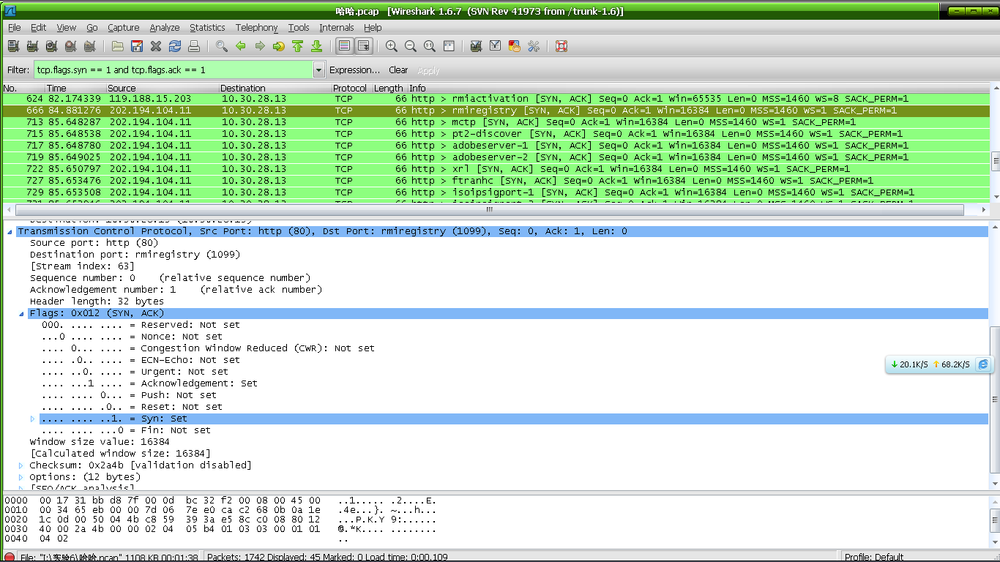 哈哈.pcap [Wireshark 1.6.7 (SVN Rev 41973 from /trunk-1.6)]
File Edit View Go Capture Analyze Statistics Telephony Tools Internals Help
Filter: tcp.flags.syn == 1 and tcp.flags.ack == 1 Expression... Clear Apply
No. Time Source Destination Protocol Length Info
624 82.174339 119.188.15.203 10.30.28.13 TCP 66 http > rmiactivation [SYN, ACK] Seq=0 Ack=1 Win=65535 Len=0 MSS=1460 WS=8 SACK_PERM=1
666 84.881276 202.194.104.11 10.30.28.13 TCP 66 http > rmiregistry [SYN, ACK] Seq=0 Ack=1 Win=16384 Len=0 MSS=1460 WS=1 SACK_PERM=1
713 85.648287 202.194.104.11 10.30.28.13 TCP 66 http > mctp [SYN, ACK] Seq=0 Ack=1 Win=16384 Len=0 MSS=1460 WS=1 SACK_PERM=1
715 85.648538 202.194.104.11 10.30.28.13 TCP 66 http > pt2-discover [SYN, ACK] Seq=0 Ack=1 Win=16384 Len=0 MSS=1460 WS=1 SACK_PERM=1
717 85.648780 202.194.104.11 10.30.28.13 TCP 66 http > adobeserver-1 [SYN, ACK] Seq=0 Ack=1 Win=16384 Len=0 MSS=1460 WS=1 SACK_PERM=1
719 85.649025 202.194.104.11 10.30.28.13 TCP 66 http > adobeserver-2 [SYN, ACK] Seq=0 Ack=1 Win=16384 Len=0 MSS=1460 WS=1 SACK_PERM=1
722 85.650797 202.194.104.11 10.30.28.13 TCP 66 http > xrl [SYN, ACK] Seq=0 Ack=1 Win=16384 Len=0 MSS=1460 WS=1 SACK_PERM=1
727 85.653476 202.194.104.11 10.30.28.13 TCP 66 http > ftranhc [SYN, ACK] Seq=0 Ack=1 Win=16384 Len=0 MSS=1460 WS=1 SACK_PERM=1
729 85.653508 202.194.104.11 10.30.28.13 TCP 66 http > isoipsigport-1 [SYN, ACK] Seq=0 Ack=1 Win=16384 Len=0 MSS=1460 WS=1 SACK_PERM=1
Transmission Control Protocol, Src Port: http (80), Dst Port: rmiregistry (1099), Seq: 0, Ack: 1, Len: 0
Source port: http (80)
Destination port: rmiregistry (1099)
[Stream index: 63]
Sequence number: 0 (relative sequence number)
Acknowledgement number: 1 (relative ack number)
Header length: 32 bytes
Flags: 0x012 (SYN, ACK)
000. .... .... = Reserved: Not set
...0 .... .... = Nonce: Not set
.... 0... .... = Congestion Window Reduced (CWR): Not set
.... .0.. .... = ECN-Echo: Not set
.... ..0. .... = Urgent: Not set
.... ...1 .... = Acknowledgement: Set
.... .... 0... = Push: Not set
.... .... .0.. = Reset: Not set
.... .... ..1. = Syn: Set
.... .... ...0 = Fin: Not set
Window size value: 16384
[Calculated window size: 16384]
Checksum: 0x2a4b [validation disabled]
Options: (12 bytes)
[SEQ/ACK analysis]
↓ 20.1K/S ↑ 68.2K/S
0000 00 17 31 bb d8 7f 00 0d bc 32 f2 00 08 00 45 00 ..1..... .2....E.
0010 00 34 65 eb 00 00 7d 06 7e e0 ca c2 68 0b 0a 1e .4e...}. ~...h...
0020 1c 0d 00 50 04 4b c8 59 39 3a e5 8c c0 08 80 12 ...P.K.Y 9:......
0030 40 00 2a 4b 00 00 02 04 05 b4 01 03 03 00 01 01 @.*K.... ........
0040 04 02 ..
File: "I:\实验6\哈哈.pcap" 1108 KB 00:01:38 Packets: 1742 Displayed: 45 Marked: 0 Load time: 0:00.109 Profile: Default